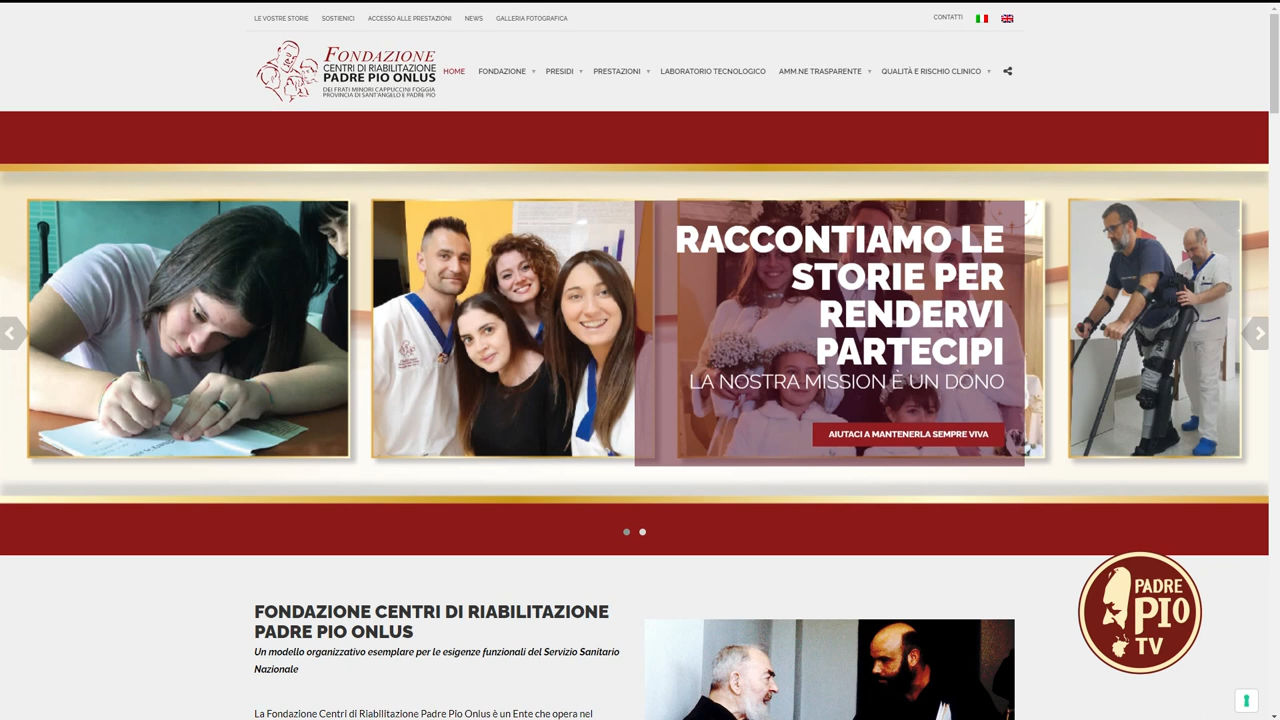 LE VOSTRE STORIE SOSTIENICI ACCESSO ALLE PRESTAZIONI NEWS GALLERIA FOTOGRAFICA CONTATTI
FONDAZIONE
CENTRI DI RIABILITAZIONE
PADRE PIO ONLUS
DEI FRATI MINORI CAPPUCCINI FOGGIA
PROVINCIA DI SANT'ANGELO E PADRE PIO
HOME FONDAZIONE PRESIDI PRESTAZIONI LABORATORIO TECNOLOGICO AMM.NE TRASPARENTE QUALITÀ E RISCHIO CLINICO
RACCONTIAMO LE
STORIE PER
RENDERVI
PARTECIPI
LA NOSTRA MISSION È UN DONO
AIUTACI A MANTENERLA SEMPRE VIVA
FONDAZIONE CENTRI DI RIABILITAZIONE
PADRE PIO ONLUS
Un modello organizzativo esemplare per le esigenze funzionali del Servizio Sanitario
Nazionale
La Fondazione Centri di Riabilitazione Padre Pio Onlus è un Ente che opera nel
PADRE
PIO
TV